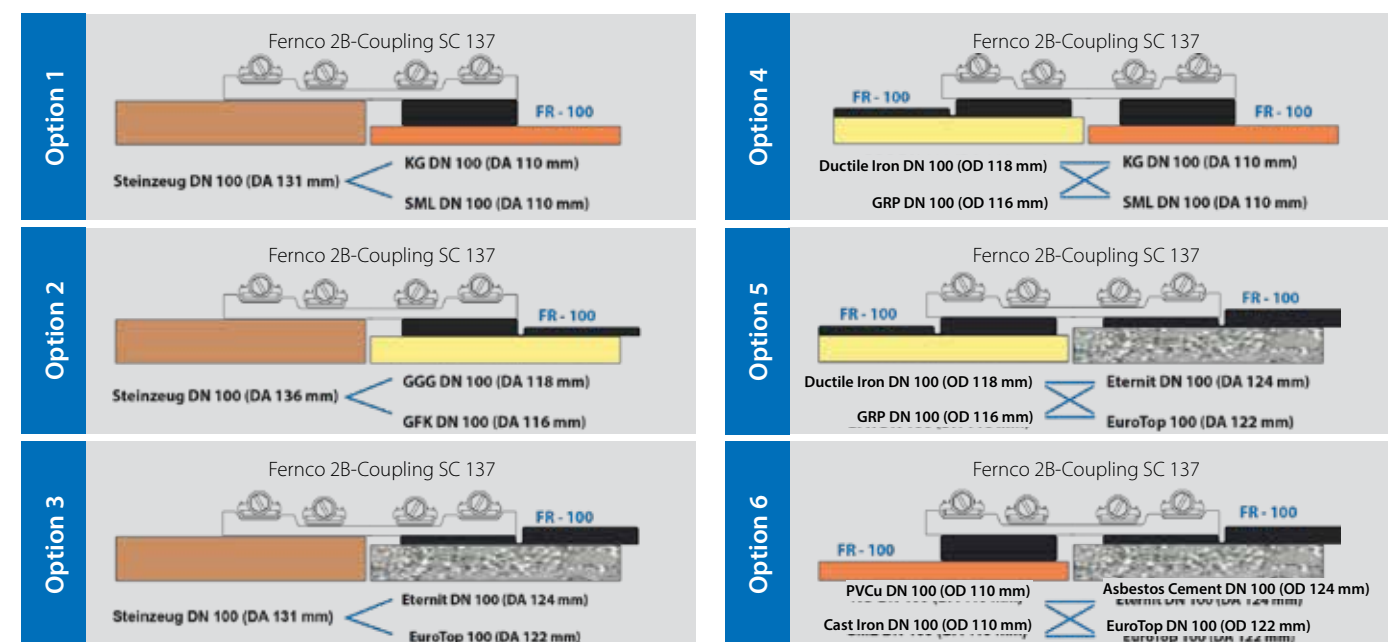 Option 1
Fernco 2B-Coupling SC 137
FR - 100
Steinzeug DN 100 (DA 131 mm)
KG DN 100 (DA 110 mm)
SML DN 100 (DA 110 mm)
Option 2
Fernco 2B-Coupling SC 137
FR - 100
Steinzeug DN 100 (DA 136 mm)
GGG DN 100 (DA 118 mm)
GFK DN 100 (DA 116 mm)
Option 3
Fernco 2B-Coupling SC 137
FR - 100
Steinzeug DN 100 (DA 131 mm)
Eternit DN 100 (DA 124 mm)
EuroTop 100 (DA 122 mm)
Option 4
Fernco 2B-Coupling SC 137
FR - 100
FR - 100
Ductile Iron DN 100 (OD 118 mm)
KG DN 100 (DA 110 mm)
GRP DN 100 (OD 116 mm)
SML DN 100 (DA 110 mm)
Option 5
Fernco 2B-Coupling SC 137
FR - 100
FR - 100
Ductile Iron DN 100 (OD 118 mm)
Eternit DN 100 (DA 124 mm)
GRP DN 100 (OD 116 mm)
EuroTop 100 (DA 122 mm)
Option 6
Fernco 2B-Coupling SC 137
FR - 100
FR - 100
PVCu DN 100 (OD 110 mm)
Asbestos Cement DN 100 (OD 124 mm)
Cast Iron DN 100 (OD 110 mm)
EuroTop DN 100 (OD 122 mm)